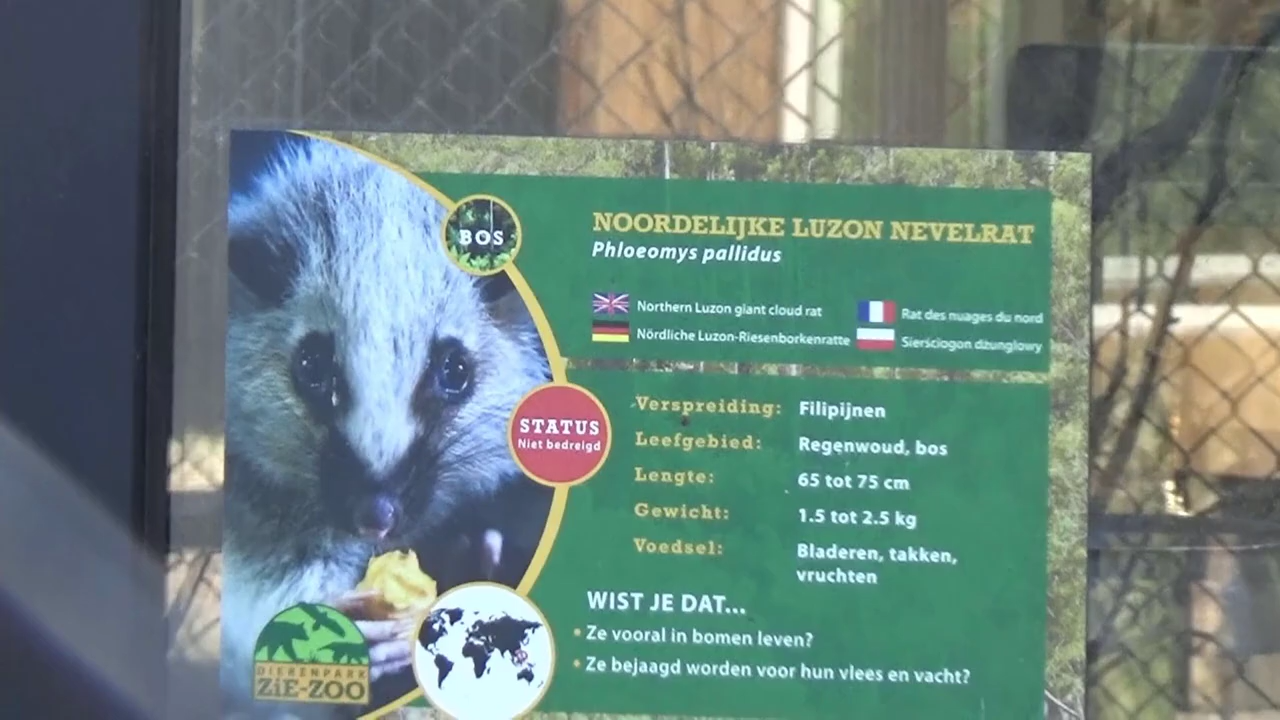 BOS
NOORDELIJKE LUZON NEVELRAT
Phloeomys pallidus
Northern Luzon giant cloud rat
Rat des nuages du nord
Nördliche Luzon-Riesenborkenratte
Sierściogon dżunglowy
STATUS
Niet bedreigd
Verspreiding: Filipijnen
Leefgebied: Regenwoud, bos
Lengte: 65 tot 75 cm
Gewicht: 1.5 tot 2.5 kg
Voedsel: Bladeren, takken,
vruchten
WIST JE DAT...
• Ze vooral in bomen leven?
• Ze bejaagd worden voor hun vlees en vacht?
DIERENPARK
ZiE-ZOO